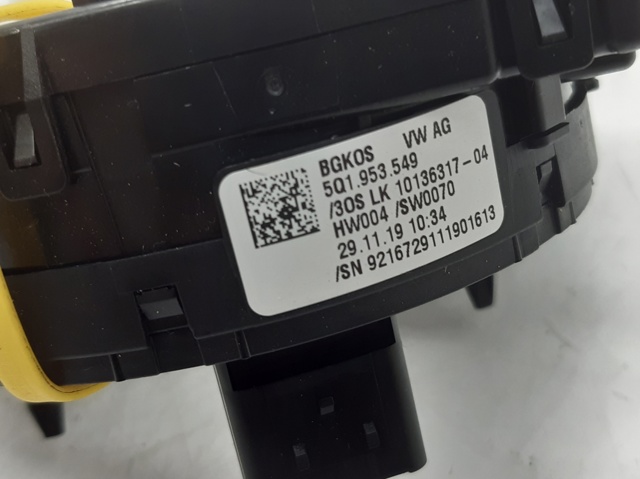 BGKOS VW AG
5Q1.953.549
/3OS LK 10136317-04
HW004 /SW0070
29.11.19 10:34
/SN 9216729111901613